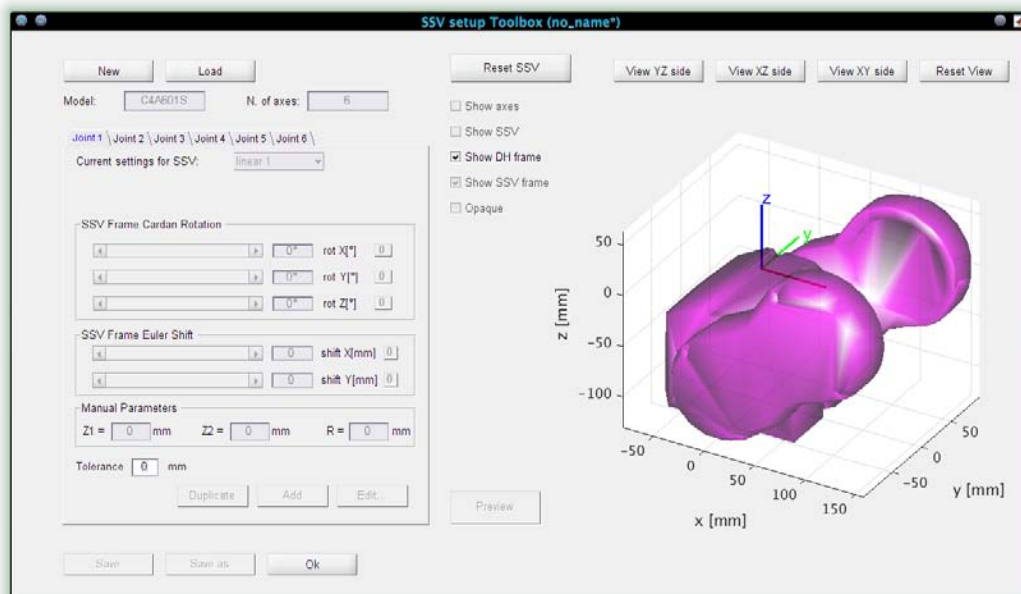 SSV setup Toolbox (no_name*)
New Load
Model: C4A601S N. of axes: 6
Joint 1 Joint 2 Joint 3 Joint 4 Joint 5 Joint 6
Current settings for SSV: linear 1
SSV Frame Cardan Rotation
0° rot X[°] 0
0° rot Y[°] 0
0° rot Z[°] 0
SSV Frame Euler Shift
0 shift X[mm] 0
0 shift Y[mm] 0
Manual Parameters
Z1 = 0 mm Z2 = 0 mm R = 0 mm
Tolerance 0 mm
Duplicate Add Edit...
Save Save as Ok
Reset SSV
Show axes
Show SSV
Show DH frame
Show SSV frame
Opaque
Preview
View YZ side View XZ side View XY side Reset View
z
y
50
0
-50
-100
z [mm]
-50 0 50 100 150
x [mm]
-50 0 50
y [mm]